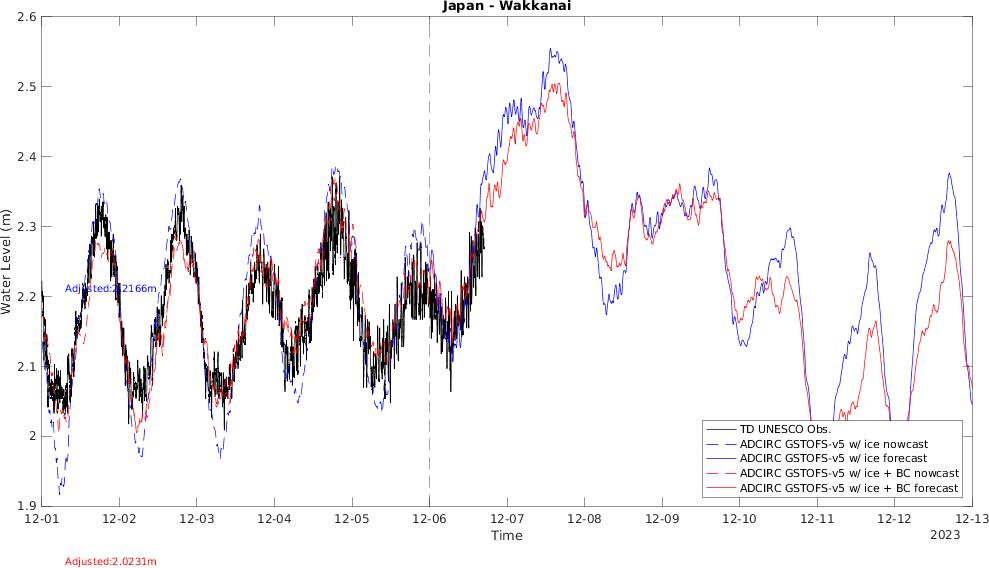 Japan - Wakkanai
2.6
2.5
2.4
2.3
2.2
2.1
2
1.9
Water Level (m)
Adjusted:2.2166m
TD UNESCO Obs.
ADCIRC GSTOFS-v5 w/ ice nowcast
ADCIRC GSTOFS-v5 w/ ice forecast
ADCIRC GSTOFS-v5 w/ ice + BC nowcast
ADCIRC GSTOFS-v5 w/ ice + BC forecast
12-01 12-02 12-03 12-04 12-05 12-06 12-07 12-08 12-09 12-10 12-11 12-12 12-13
Time
2023
Adjusted:2.0231m